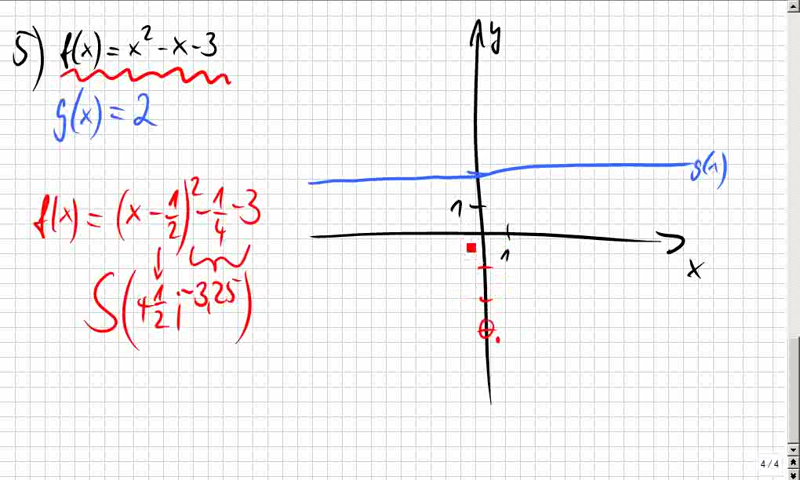 5) f(x) = x² - x - 3
g(x) = 2
f(x) = (x - 1/2)² - 1/4 - 3
S(+1/2; -3,25)
y
g(x)
1
1
x
4/4